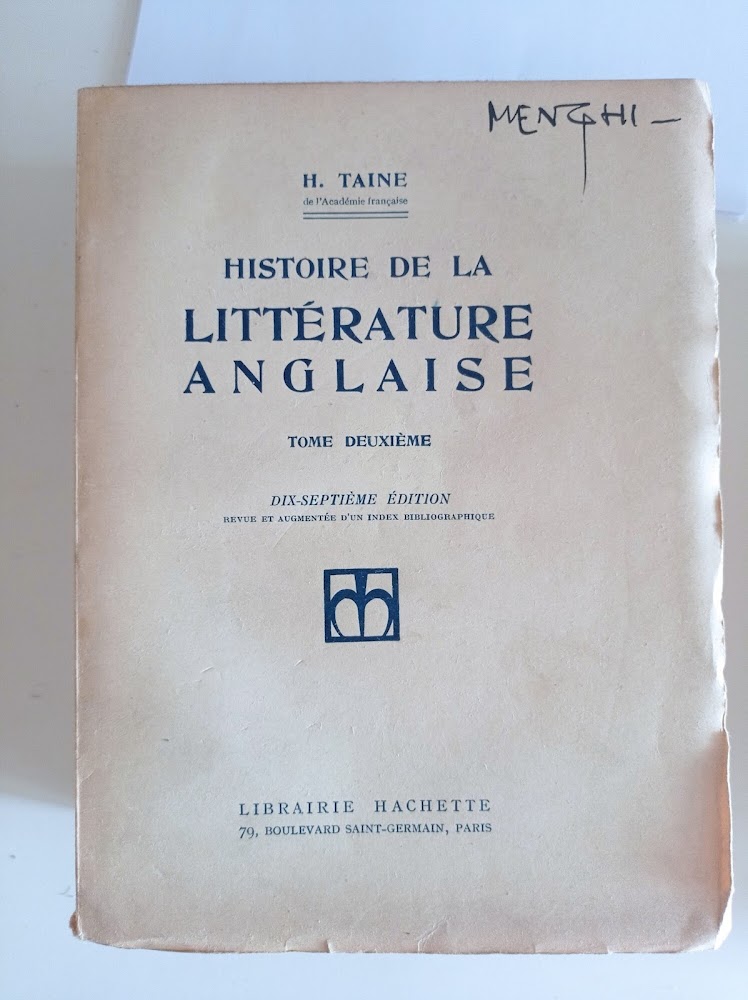 MENGHI –
H. TAINE
de l'Académie française
HISTOIRE DE LA
LITTÉRATURE
ANGLAISE
TOME DEUXIÈME
DIX-SEPTIÈME ÉDITION
REVUE ET AUGMENTÉE D'UN INDEX BIBLIOGRAPHIQUE
LIBRAIRIE HACHETTE
79, BOULEVARD SAINT-GERMAIN, PARIS